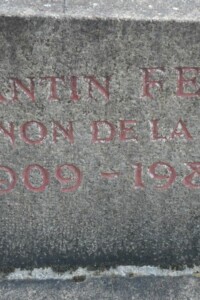 ANTIN FE
NON DE LA
909 - 198